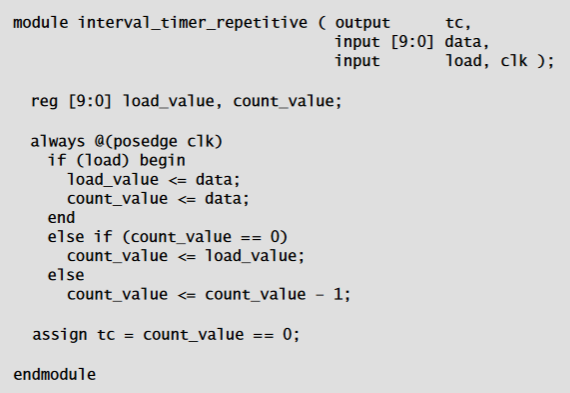 module interval_timer_repetitive ( output      tc,
                                   input [9:0] data,
                                   input       load, clk );
  reg [9:0] load_value, count_value;
  always @(posedge clk)
    if (load) begin
      load_value <= data;
      count_value <= data;
    end
    else if (count_value == 0)
      count_value <= load_value;
    else
      count_value <= count_value – 1;
  assign tc = count_value == 0;
endmodule